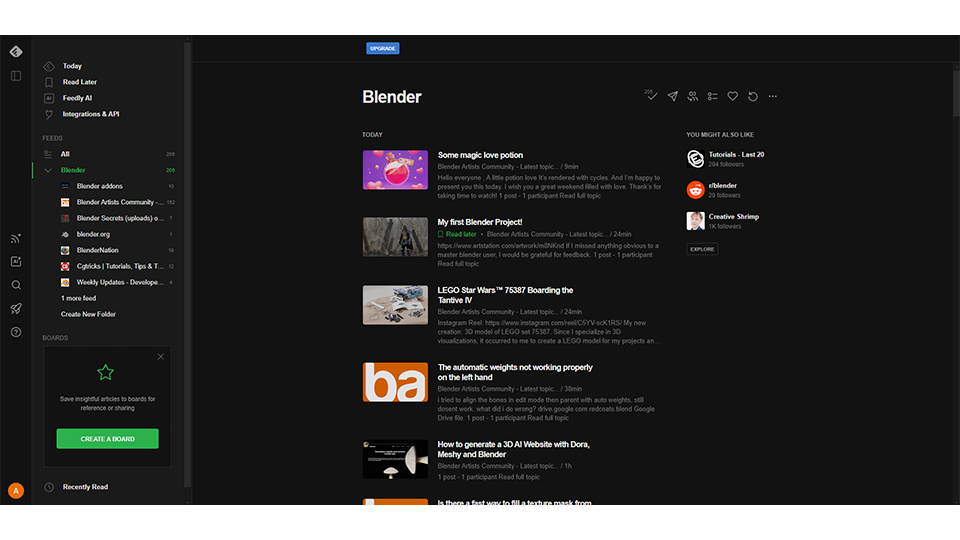 UPGRADE
Today
Read Later
Feedly AI
Integrations & API
FEEDS
All 205
Blender 205
Blender addons 10
Blender Artists Community -... 162
Blender Secrets (uploads) o... 7
blender.org 1
BlenderNation
Cgtricks | Tutorials, Tips & T... 12
Weekly Updates - Develope... 4
1 more feed
Create New Folder
BOARDS
Save insightful articles to boards for
reference or sharing
CREATE A BOARD
Recently Read
A
Blender
205
TODAY
Some magic love potion
Blender Artists Community - Latest topic... / 9min
Hello everyone , A little potion love It's rendered with cycles. And I'm happy to
present you this today. I wish you a great weekend filled with love. Thank's for
taking time to watch! 1 post - 1 participant Read full topic
My first Blender Project!
Read later • Blender Artists Community - Latest topic... / 24min
https://www.artstation.com/artwork/m8NKnd If I missed anything obvious to a
master blender user, I would be grateful for feedback. 1 post - 1 participant
Read full topic
LEGO Star Wars™ 75387 Boarding the
Tantive IV
Blender Artists Community - Latest topic... / 24min
Instagram Reel: https://www.instagram.com/reel/C5YV-scK1RS/ My new
creation: 3D model of LEGO set 75387. Since I specialize in 3D
visualizations, it occurred to me to create a LEGO model for my projects an...
ba
The automatic weights not working properly
on the left hand
Blender Artists Community - Latest topic... / 38min
i tried to align the bones in edit mode then parent with auto weights, still
dosent work. what did i do wrong? drive.google.com redcoats.blend Google
Drive file. 1 post - 1 participant Read full topic
How to generate a 3D AI Website with Dora,
Meshy and Blender
Blender Artists Community - Latest topic... / 1h
1 post - 1 participant Read full topic
Is there a fast way to fill a texture mask from
YOU MIGHT ALSO LIKE
Tutorials - Last 20
294 followers
r/blender
29 followers
Creative Shrimp
1K followers
EXPLORE